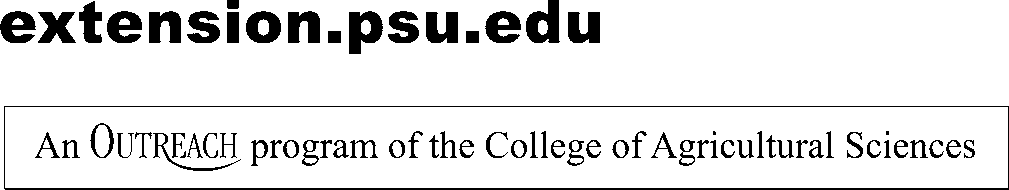 extension.psu.edu
An OUTREACH program of the College of Agricultural Sciences